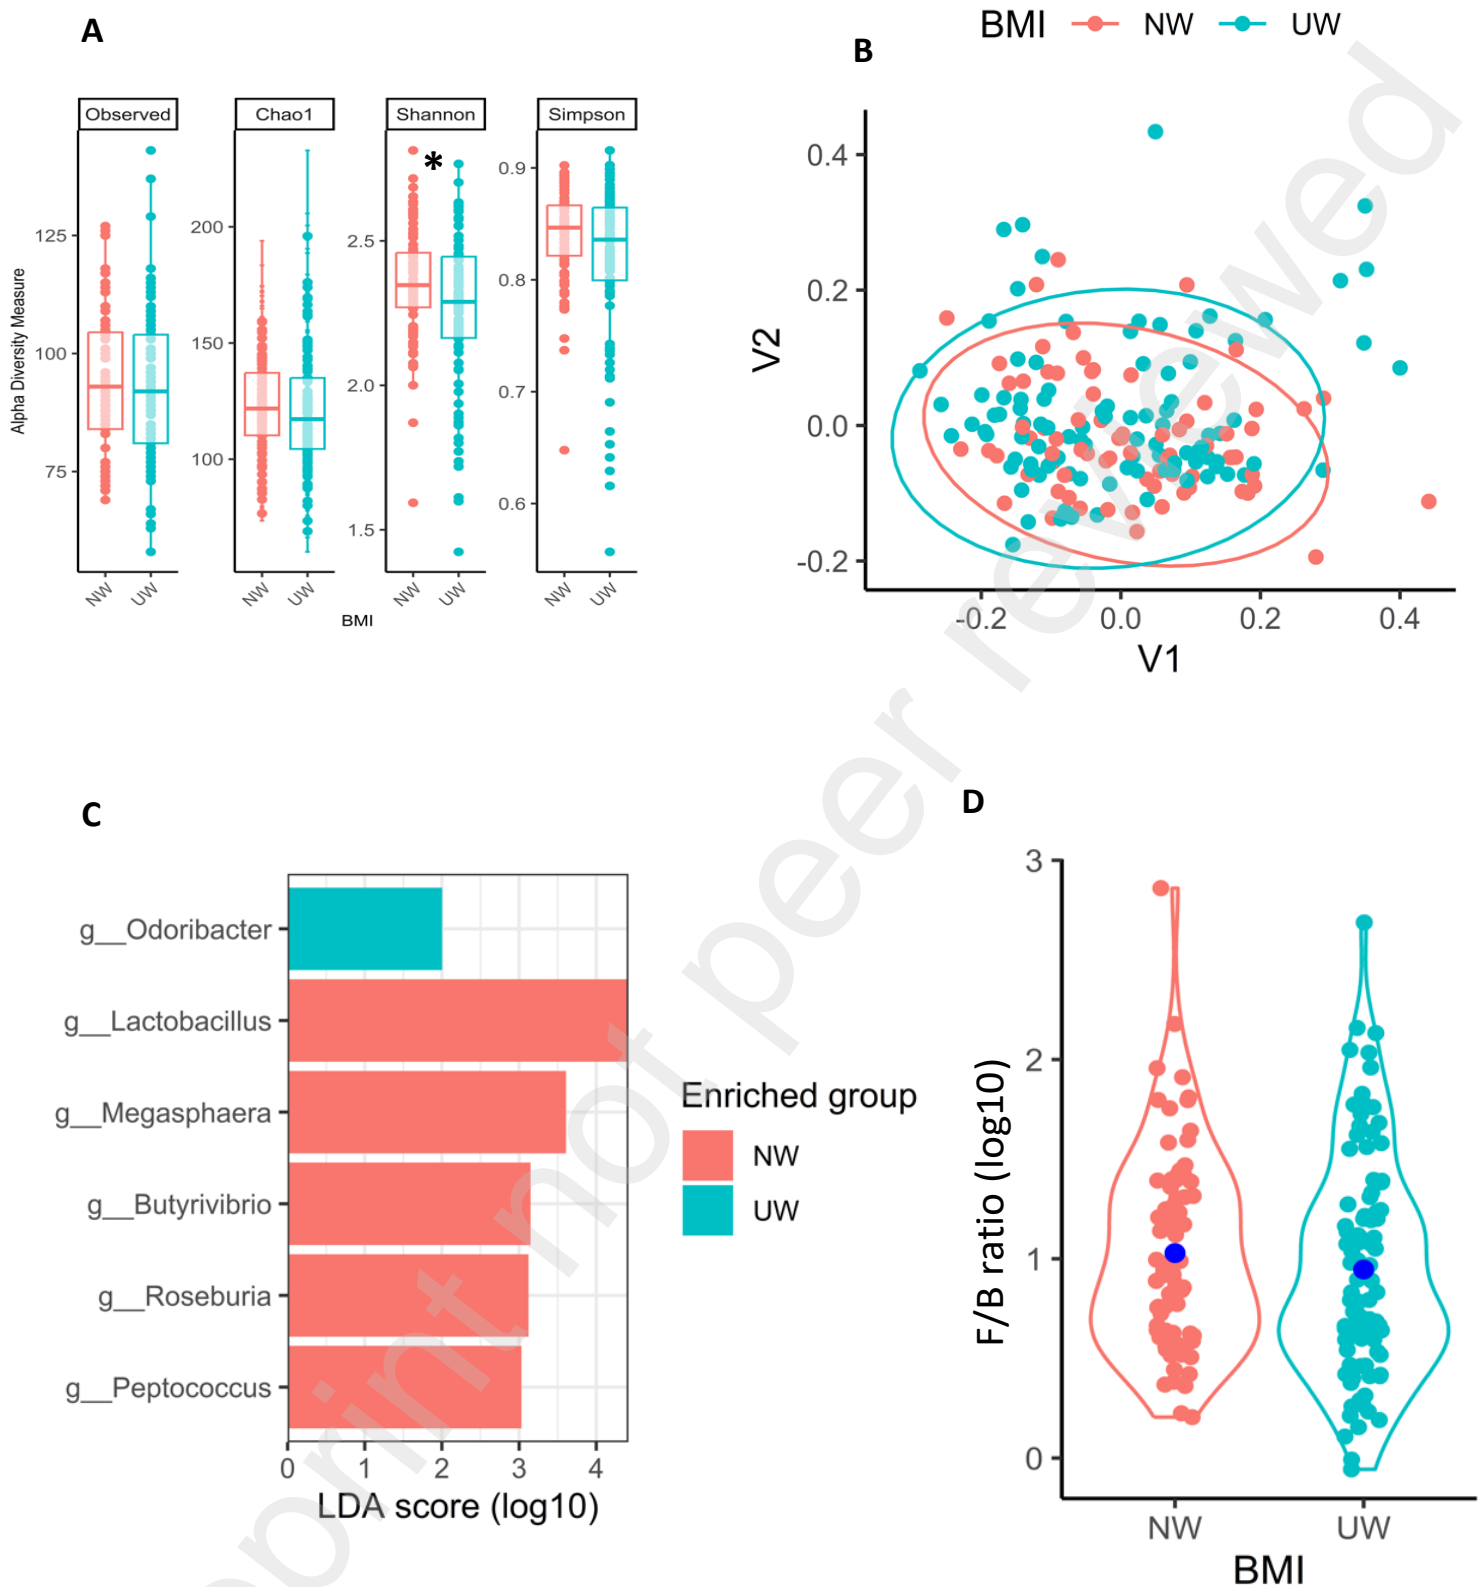 A
Observed
Chao1
Shannon
Simpson
*
Alpha Diversity Measure
125
100
75
200
150
100
2.5
2.0
1.5
0.9
0.8
0.7
0.6
NW
UW
NW
UW
NW
UW
NW
UW
BMI
BMI NW UW
B
V2
0.4
0.2
0.0
-0.2
-0.2 0.0 0.2 0.4
V1
C
g__Odoribacter
g__Lactobacillus
g__Megasphaera
g__Butyrivibrio
g__Roseburia
g__Peptococcus
0 1 2 3 4
LDA score (log10)
Enriched group
NW
UW
D
F/B ratio (log10)
3
2
1
0
NW UW
BMI
print not peer reviewed